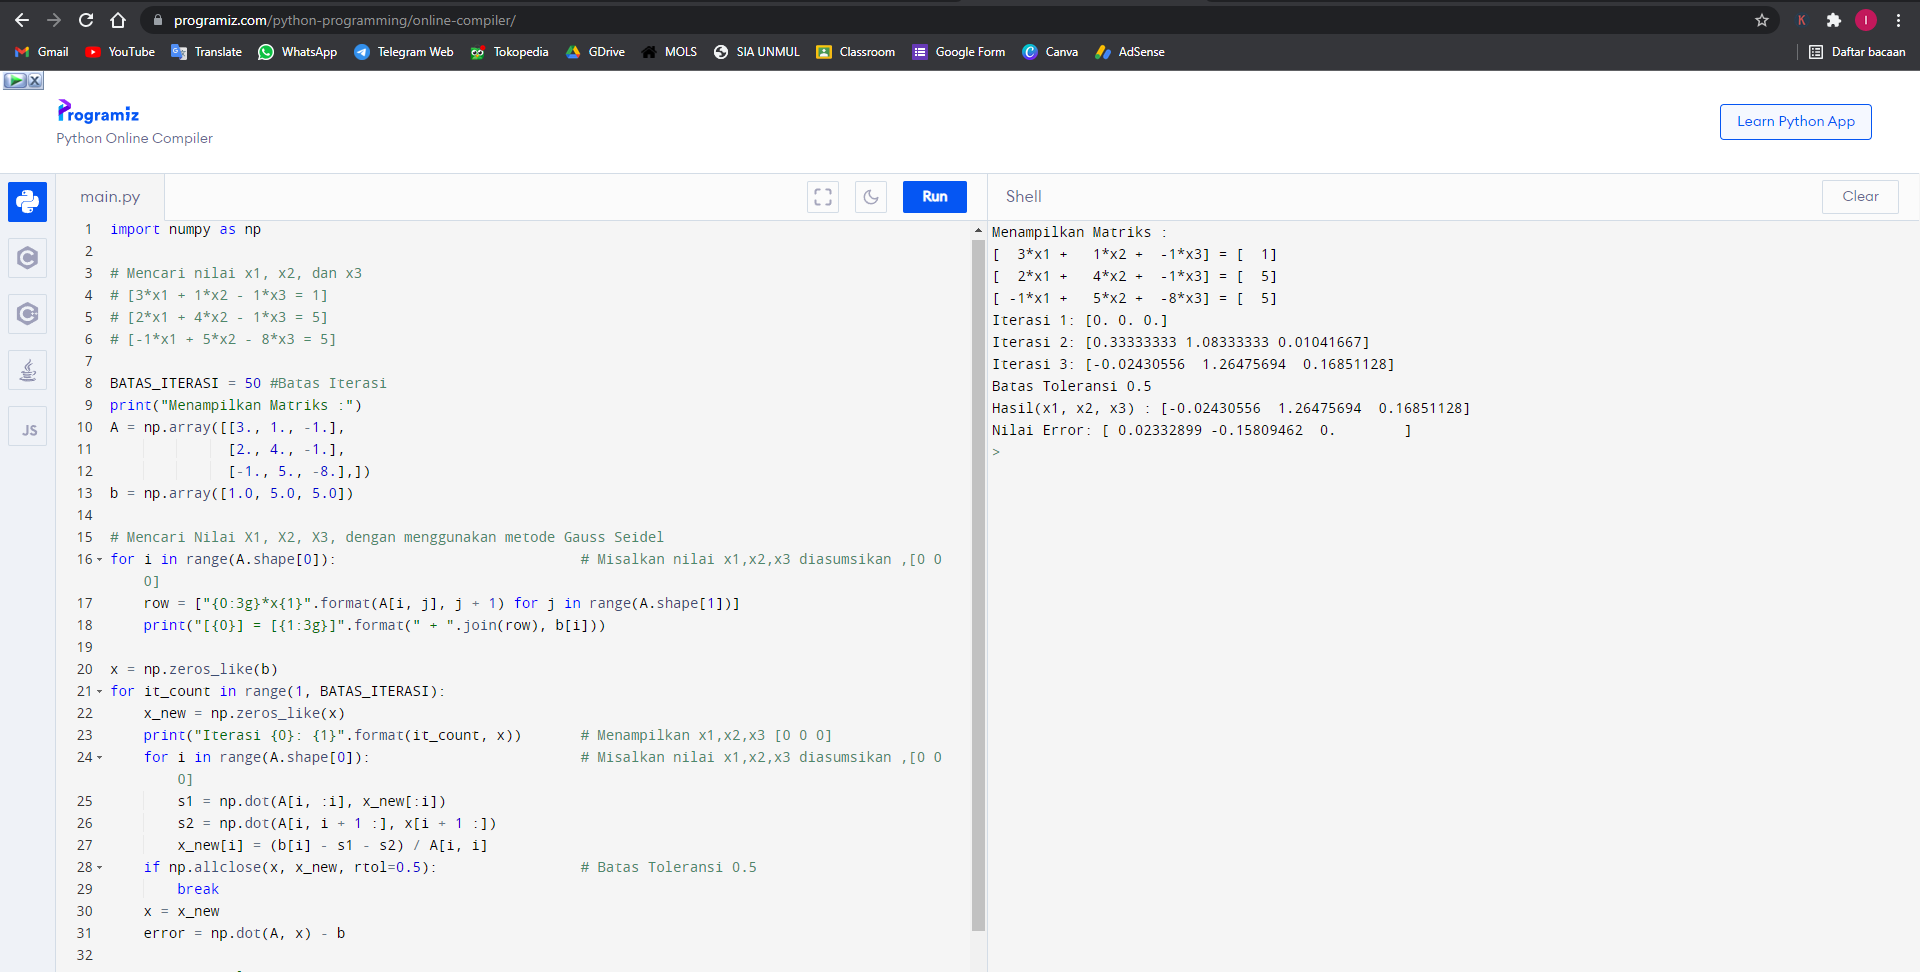 programiz.com/python-programming/online-compiler/
Gmail YouTube Translate WhatsApp Telegram Web Tokopedia GDrive MOLS SIA UNMUL Classroom Google Form Canva AdSense Daftar bacaan
Programiz
Python Online Compiler
Learn Python App
main.py
Run
Shell
Clear
1 import numpy as np
2
3 # Mencari nilai x1, x2, dan x3
4 # [3*x1 + 1*x2 - 1*x3 = 1]
5 # [2*x1 + 4*x2 - 1*x3 = 5]
6 # [-1*x1 + 5*x2 - 8*x3 = 5]
7
8 BATAS_ITERASI = 50 #Batas Iterasi
9 print("Menampilkan Matriks :")
10 A = np.array([[3., 1., -1.],
11 [2., 4., -1.],
12 [-1., 5., -8.],])
13 b = np.array([1.0, 5.0, 5.0])
14
15 # Mencari Nilai X1, X2, X3, dengan menggunakan metode Gauss Seidel
16 for i in range(A.shape[0]): # Misalkan nilai x1,x2,x3 diasumsikan ,[0 0
0]
17 row = ["{0:3g}*x{1}".format(A[i, j], j + 1) for j in range(A.shape[1])]
18 print("[{0}] = [{1:3g}]".format(" + ".join(row), b[i]))
19
20 x = np.zeros_like(b)
21 for it_count in range(1, BATAS_ITERASI):
22 x_new = np.zeros_like(x)
23 print("Iterasi {0}: {1}".format(it_count, x)) # Menampilkan x1,x2,x3 [0 0 0]
24 for i in range(A.shape[0]): # Misalkan nilai x1,x2,x3 diasumsikan ,[0 0
0]
25 s1 = np.dot(A[i, :i], x_new[:i])
26 s2 = np.dot(A[i, i + 1 :], x[i + 1 :])
27 x_new[i] = (b[i] - s1 - s2) / A[i, i]
28 if np.allclose(x, x_new, rtol=0.5): # Batas Toleransi 0.5
29 break
30 x = x_new
31 error = np.dot(A, x) - b
32
Menampilkan Matriks :
[  3*x1 +   1*x2 +  -1*x3] = [  1]
[  2*x1 +   4*x2 +  -1*x3] = [  5]
[ -1*x1 +   5*x2 +  -8*x3] = [  5]
Iterasi 1: [0. 0. 0.]
Iterasi 2: [0.33333333 1.08333333 0.01041667]
Iterasi 3: [-0.02430556  1.26475694  0.16851128]
Batas Toleransi 0.5
Hasil(x1, x2, x3) : [-0.02430556  1.26475694  0.16851128]
Nilai Error: [ 0.02332899 -0.15809462  0.        ]
>
JS